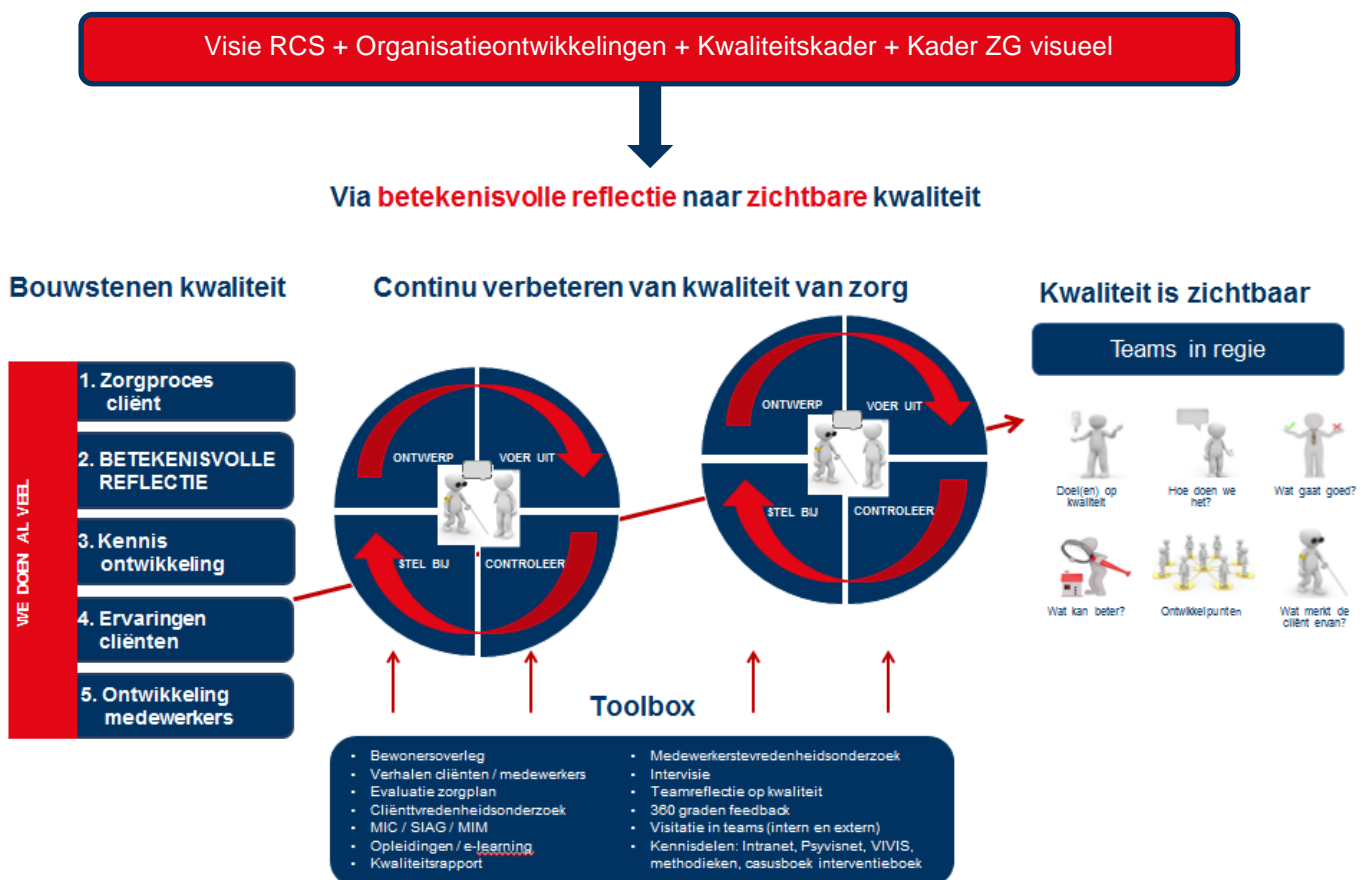 Visie RCS + Organisatieontwikkelingen + Kwaliteitskader + Kader ZG visueel
Via betekenisvolle reflectie naar zichtbare kwaliteit
Bouwstenen kwaliteit
WE DOEN AL VEEL
1. Zorgproces
cliënt
2. BETEKENISVOLLE
REFLECTIE
3. Kennis
ontwikkeling
4. Ervaringen
cliënten
5. Ontwikkeling
medewerkers
Continu verbeteren van kwaliteit van zorg
ONTWERP
VOER UIT
STEL BIJ
CONTROLEER
ONTWERP
VOER UIT
STEL BIJ
CONTROLEER
Toolbox
• Bewonersoverleg
• Verhalen cliënten / medewerkers
• Evaluatie zorgplan
• Cliënttvredenheidsonderzoek
• MIC / SIAG / MIM
• Opleidingen / e-learning
• Kwaliteitsrapport
• Medewerkerstevredenheidsonderzoek
• Intervisie
• Teamreflectie op kwaliteit
• 360 graden feedback
• Visitatie in teams (intern en extern)
• Kennisdelen: Intranet, Psyvisnet, VIVIS,
methodieken, casusboek interventieboek
Kwaliteit is zichtbaar
Teams in regie
Doel(en) op
kwaliteit
Hoe doen we
het?
Wat gaat goed?
Wat kan beter?
Ontwikkelpunten
Wat merkt de
cliënt ervan?